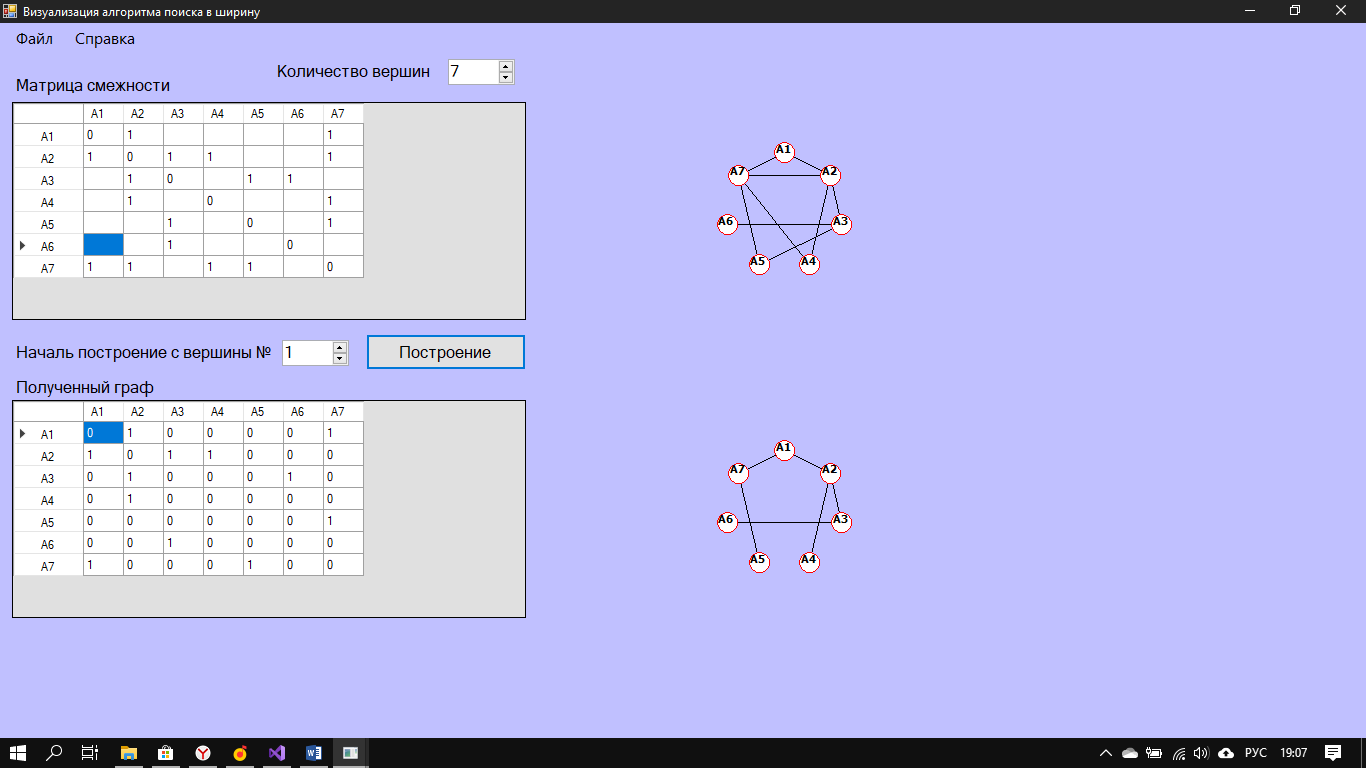 Визуализация алгоритма поиска в ширину
Файл Справка
Количество вершин 7
Матрица смежности
A1 A2 A3 A4 A5 A6 A7
A1 0 1 1
A2 1 0 1 1 1
A3 1 0 1 1
A4 1 0 1
A5 1 0 1
A6 1 0
A7 1 1 1 1 0
A1
A7 A2
A6 A3
A5 A4
Началь построение с вершины № 1 Построение
Полученный граф
A1 A2 A3 A4 A5 A6 A7
A1 0 1 0 0 0 0 1
A2 1 0 1 1 0 0 0
A3 0 1 0 0 0 1 0
A4 0 1 0 0 0 0 0
A5 0 0 0 0 0 0 1
A6 0 0 1 0 0 0 0
A7 1 0 0 0 1 0 0
A1
A7 A2
A6 A3
A5 A4
РУС 19:07